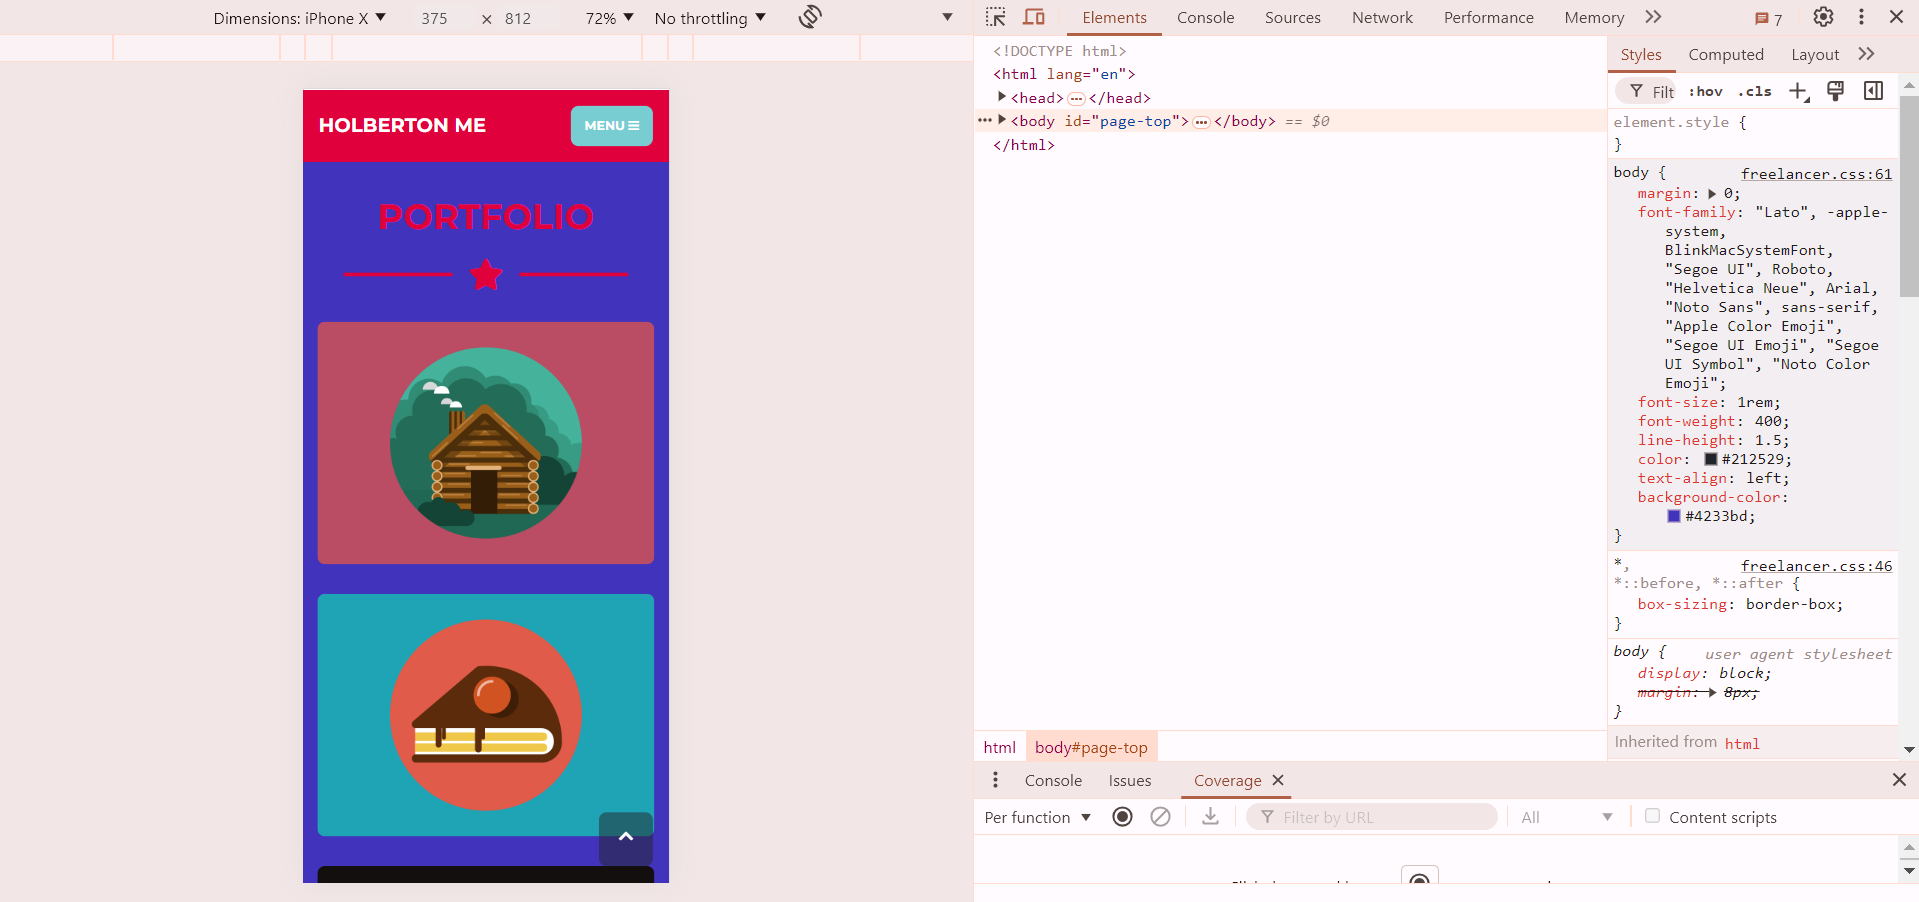 Dimensions: iPhone X 375 × 812 72% No throttling
HOLBERTON ME
MENU
PORTFOLIO
Elements Console Sources Network Performance Memory 7
<!DOCTYPE html>
<html lang="en">
<head> </head>
<body id="page-top"> </body> == $0
</html>
html body#page-top
Styles Computed Layout
Filt :hov .cls
element.style {
}
body { freelancer.css:61
margin: 0;
font-family: "Lato", -apple-
system,
BlinkMacSystemFont,
"Segoe UI", Roboto,
"Helvetica Neue", Arial,
"Noto Sans", sans-serif,
"Apple Color Emoji",
"Segoe UI Emoji", "Segoe
UI Symbol", "Noto Color
Emoji";
font-size: 1rem;
font-weight: 400;
line-height: 1.5;
color: #212529;
text-align: left;
background-color:
#4233bd;
}
*, freelancer.css:46
*::before, *::after {
box-sizing: border-box;
}
body { user agent stylesheet
display: block;
margin: 8px;
}
Inherited from html
Console Issues Coverage
Per function Filter by URL All Content scripts